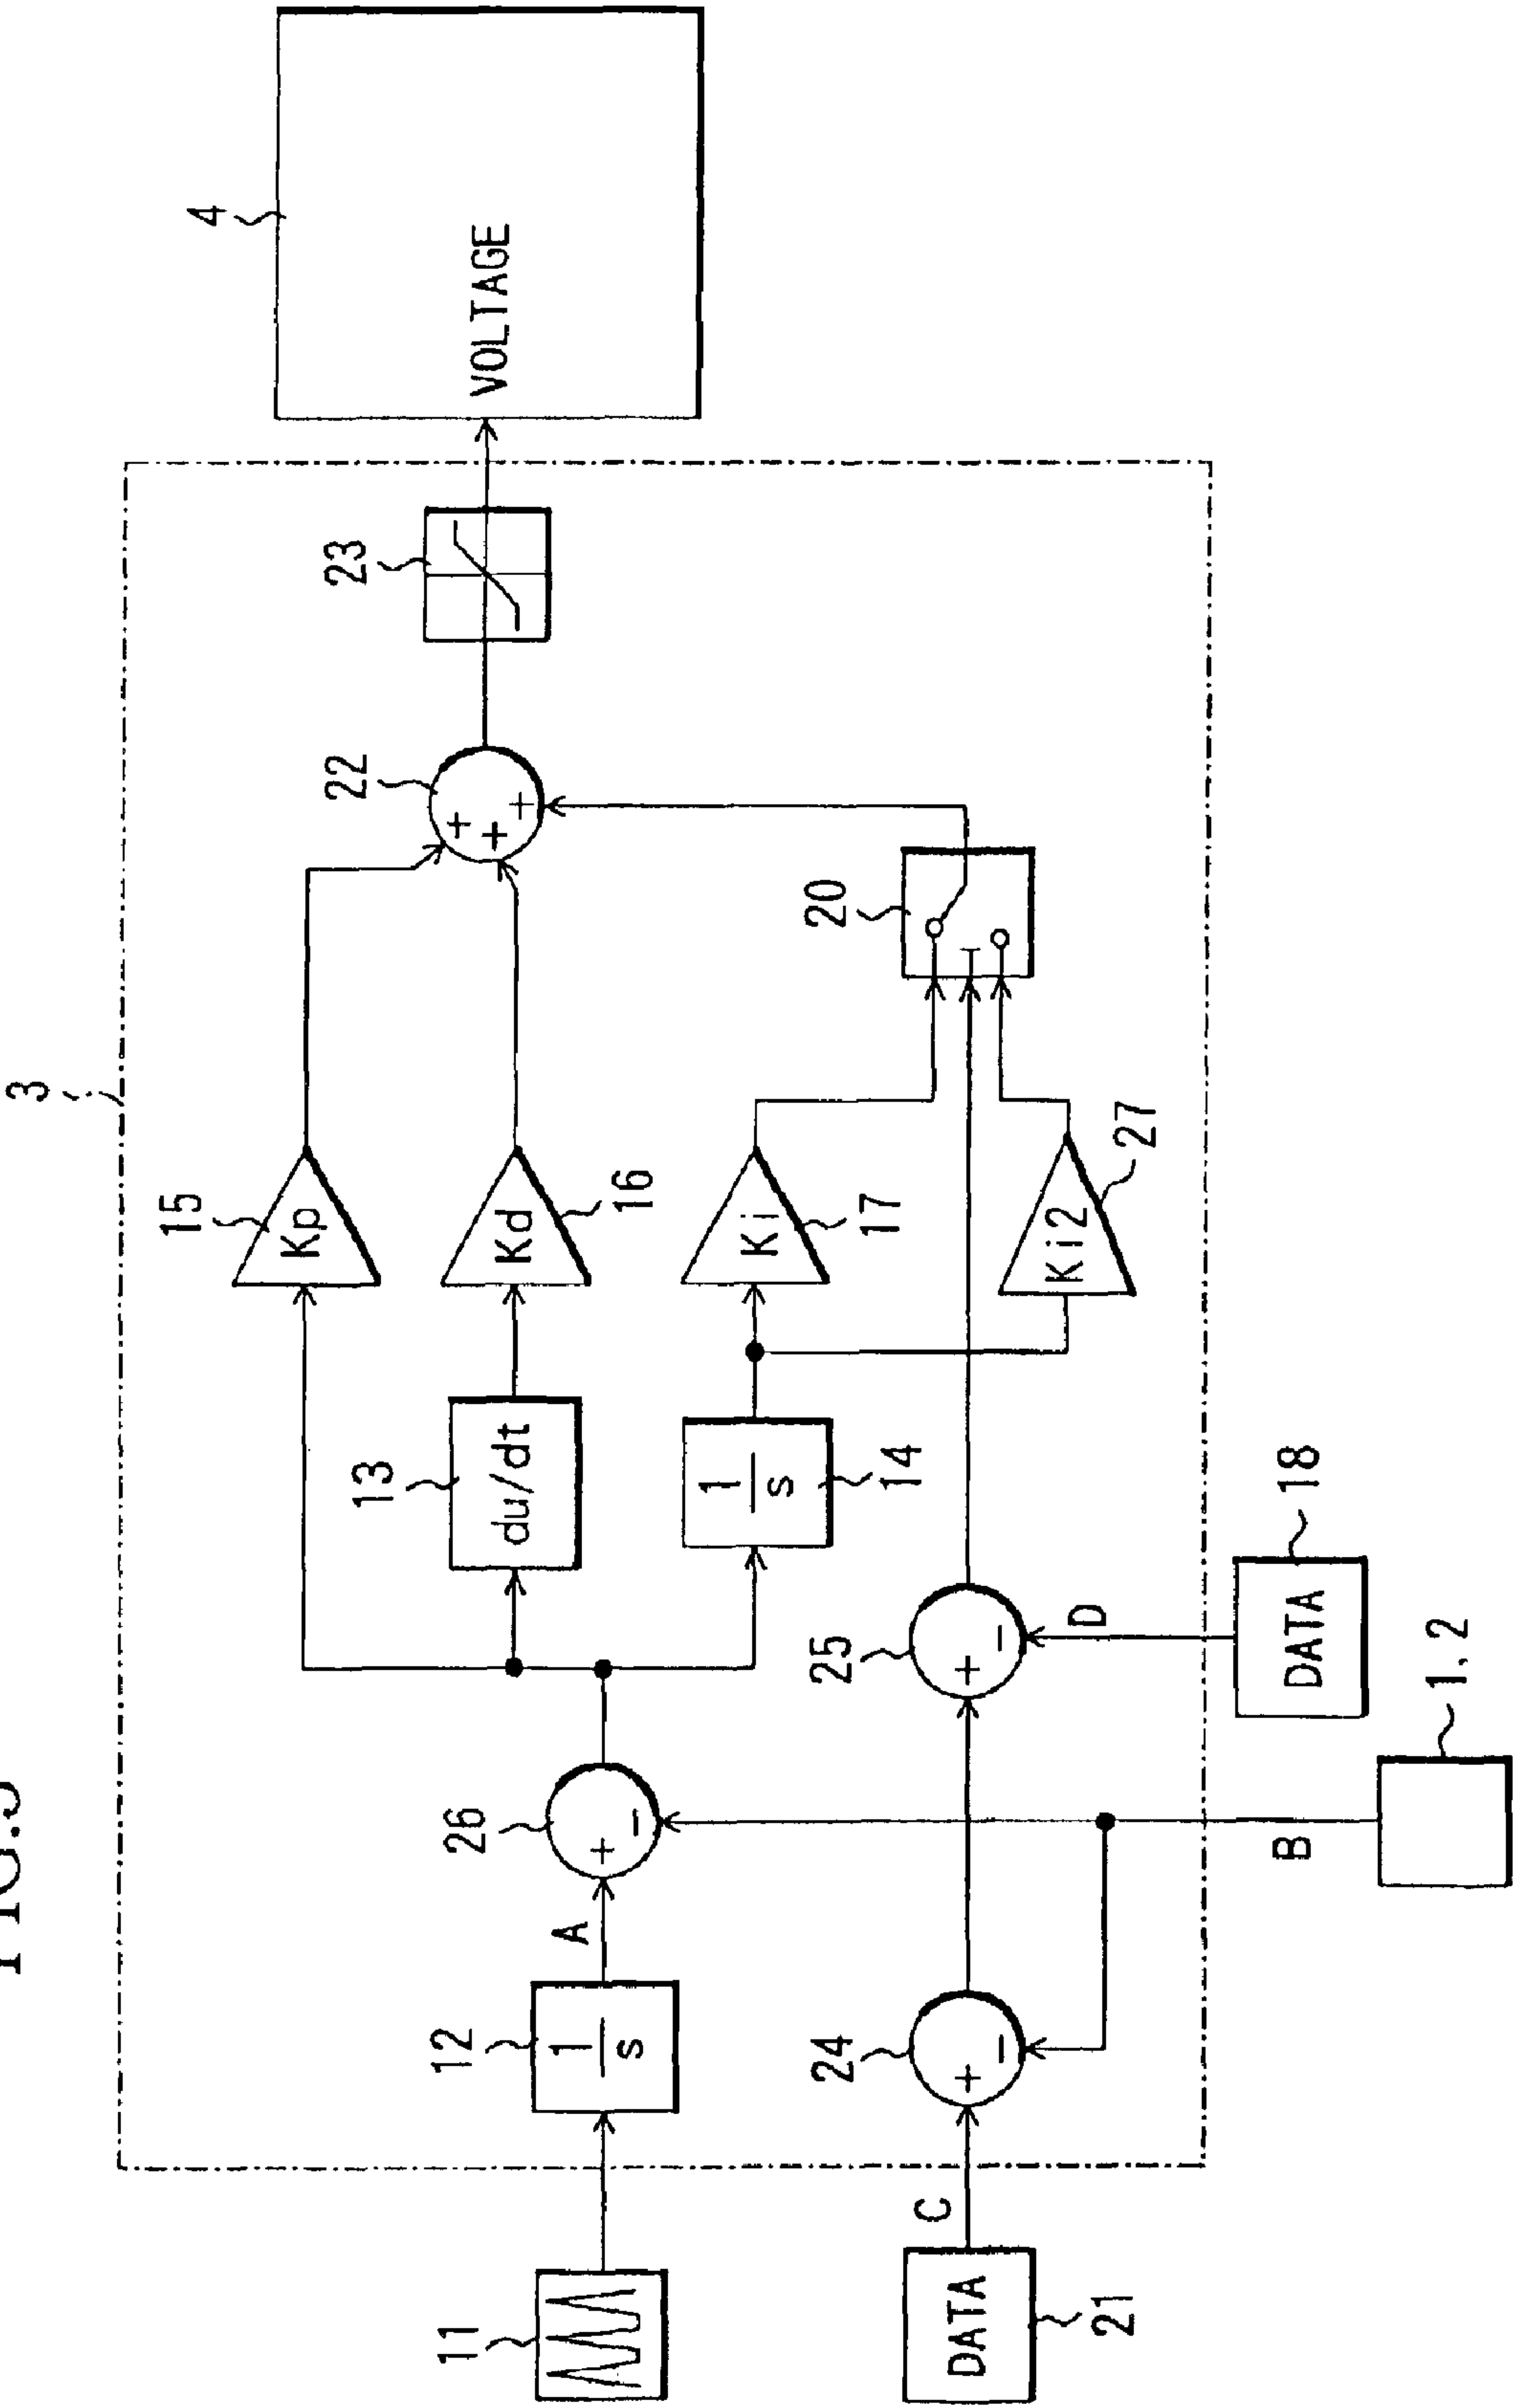 FIG.5
3
4
VOLTAGE
15
Kp
22
+
+
+
23
13
du/dt
Kd
16
11
12
1
s
A
26
+
−
14
1
s
Ki
17
20
Ki2
27
21
DATA
C
24
+
−
25
+
−
D
DATA
18
B
1,2